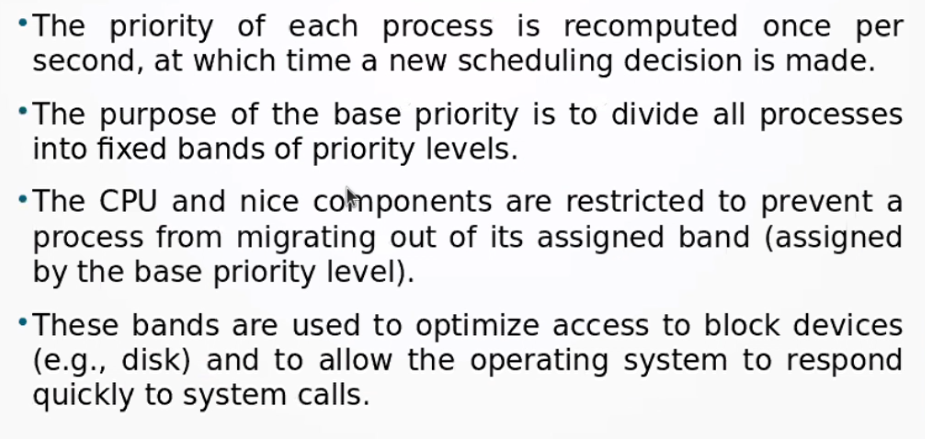 •The priority of each process is recomputed once per
second, at which time a new scheduling decision is made.
•The purpose of the base priority is to divide all processes
into fixed bands of priority levels.
•The CPU and nice components are restricted to prevent a
process from migrating out of its assigned band (assigned
by the base priority level).
•These bands are used to optimize access to block devices
(e.g., disk) and to allow the operating system to respond
quickly to system calls.